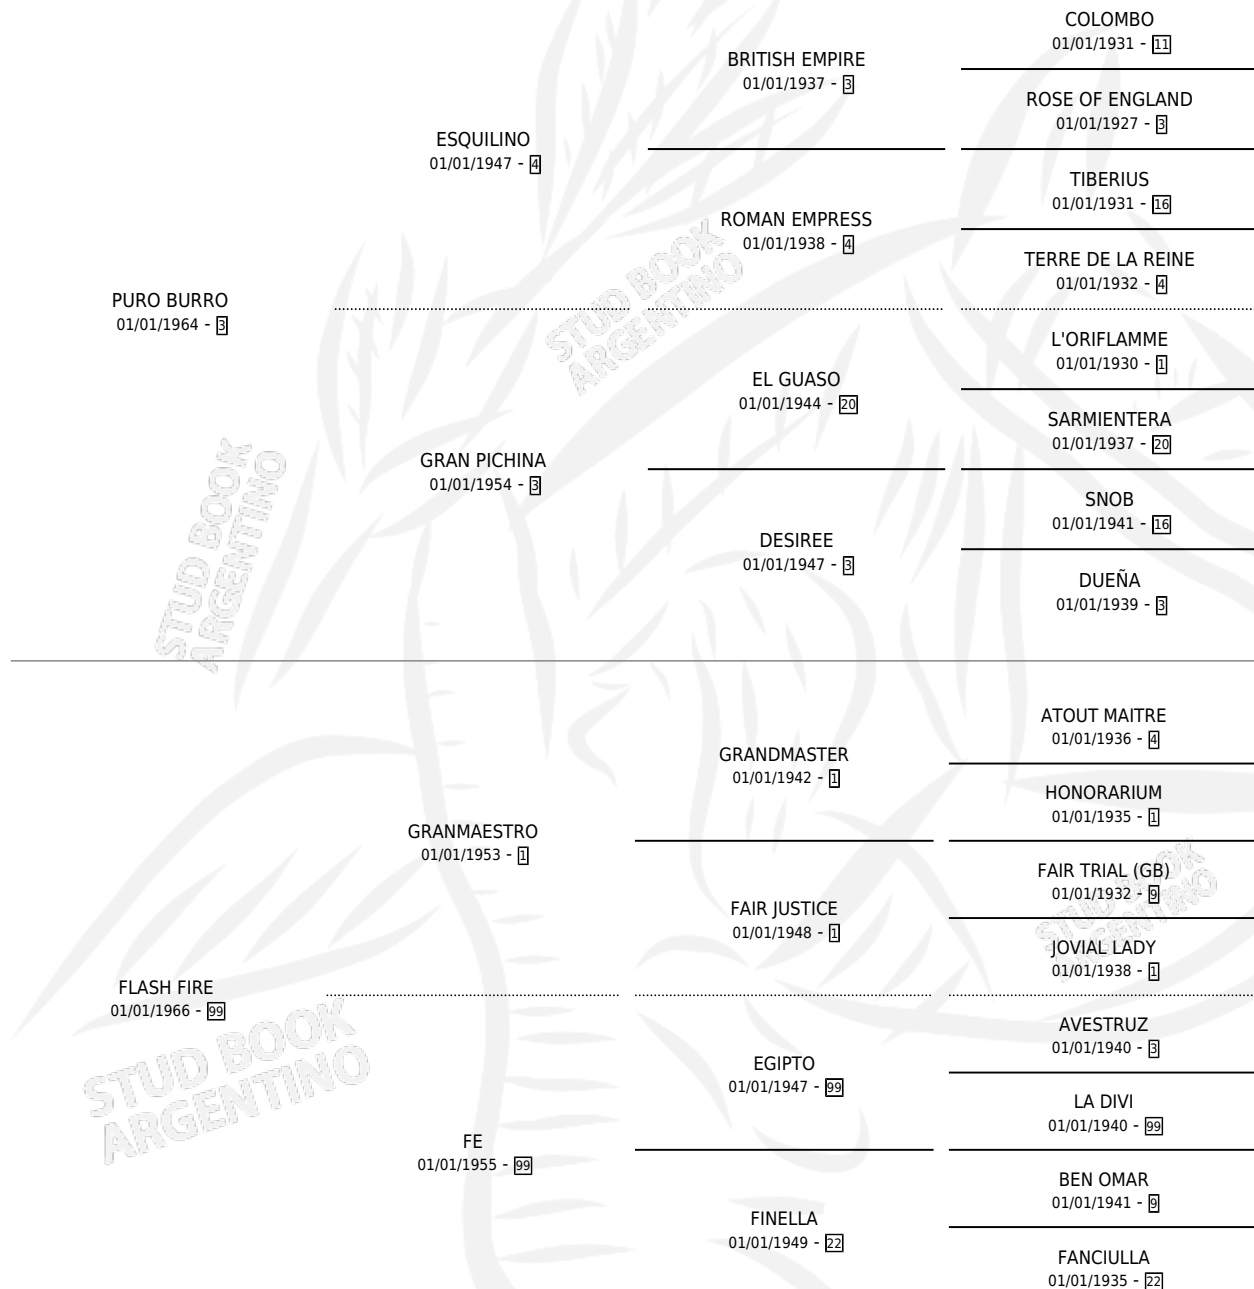 COLOMBO
01/01/1931 - 11
BRITISH EMPIRE
01/01/1937 - 3
ROSE OF ENGLAND
01/01/1927 - 3
ESQUILINO
01/01/1947 - 4
TIBERIUS
01/01/1931 - 16
ROMAN EMPRESS
01/01/1938 - 4
TERRE DE LA REINE
01/01/1932 - 4
PURO BURRO
01/01/1964 - 3
L'ORIFLAMME
01/01/1930 - 1
EL GUASO
01/01/1944 - 20
SARMIENTERA
01/01/1937 - 20
GRAN PICHINA
01/01/1954 - 3
SNOB
01/01/1941 - 16
DESIREE
01/01/1947 - 3
DUEÑA
01/01/1939 - 3
ATOUT MAITRE
01/01/1936 - 4
GRANDMASTER
01/01/1942 - 1
HONORARIUM
01/01/1935 - 1
GRANMAESTRO
01/01/1953 - 1
FAIR TRIAL (GB)
01/01/1932 - 9
FAIR JUSTICE
01/01/1948 - 1
JOVIAL LADY
01/01/1938 - 1
FLASH FIRE
01/01/1966 - 99
AVESTRUZ
01/01/1940 - 3
EGIPTO
01/01/1947 - 99
LA DIVI
01/01/1940 - 99
FE
01/01/1955 - 99
BEN OMAR
01/01/1941 - 9
FINELLA
01/01/1949 - 22
FANCIULLA
01/01/1935 - 22
STUD BOOK
ARGENTINO
STUD BOOK
ARGENTINO
STUD BOOK
ARGENTINO
STUD BOOK
ARGENTINO